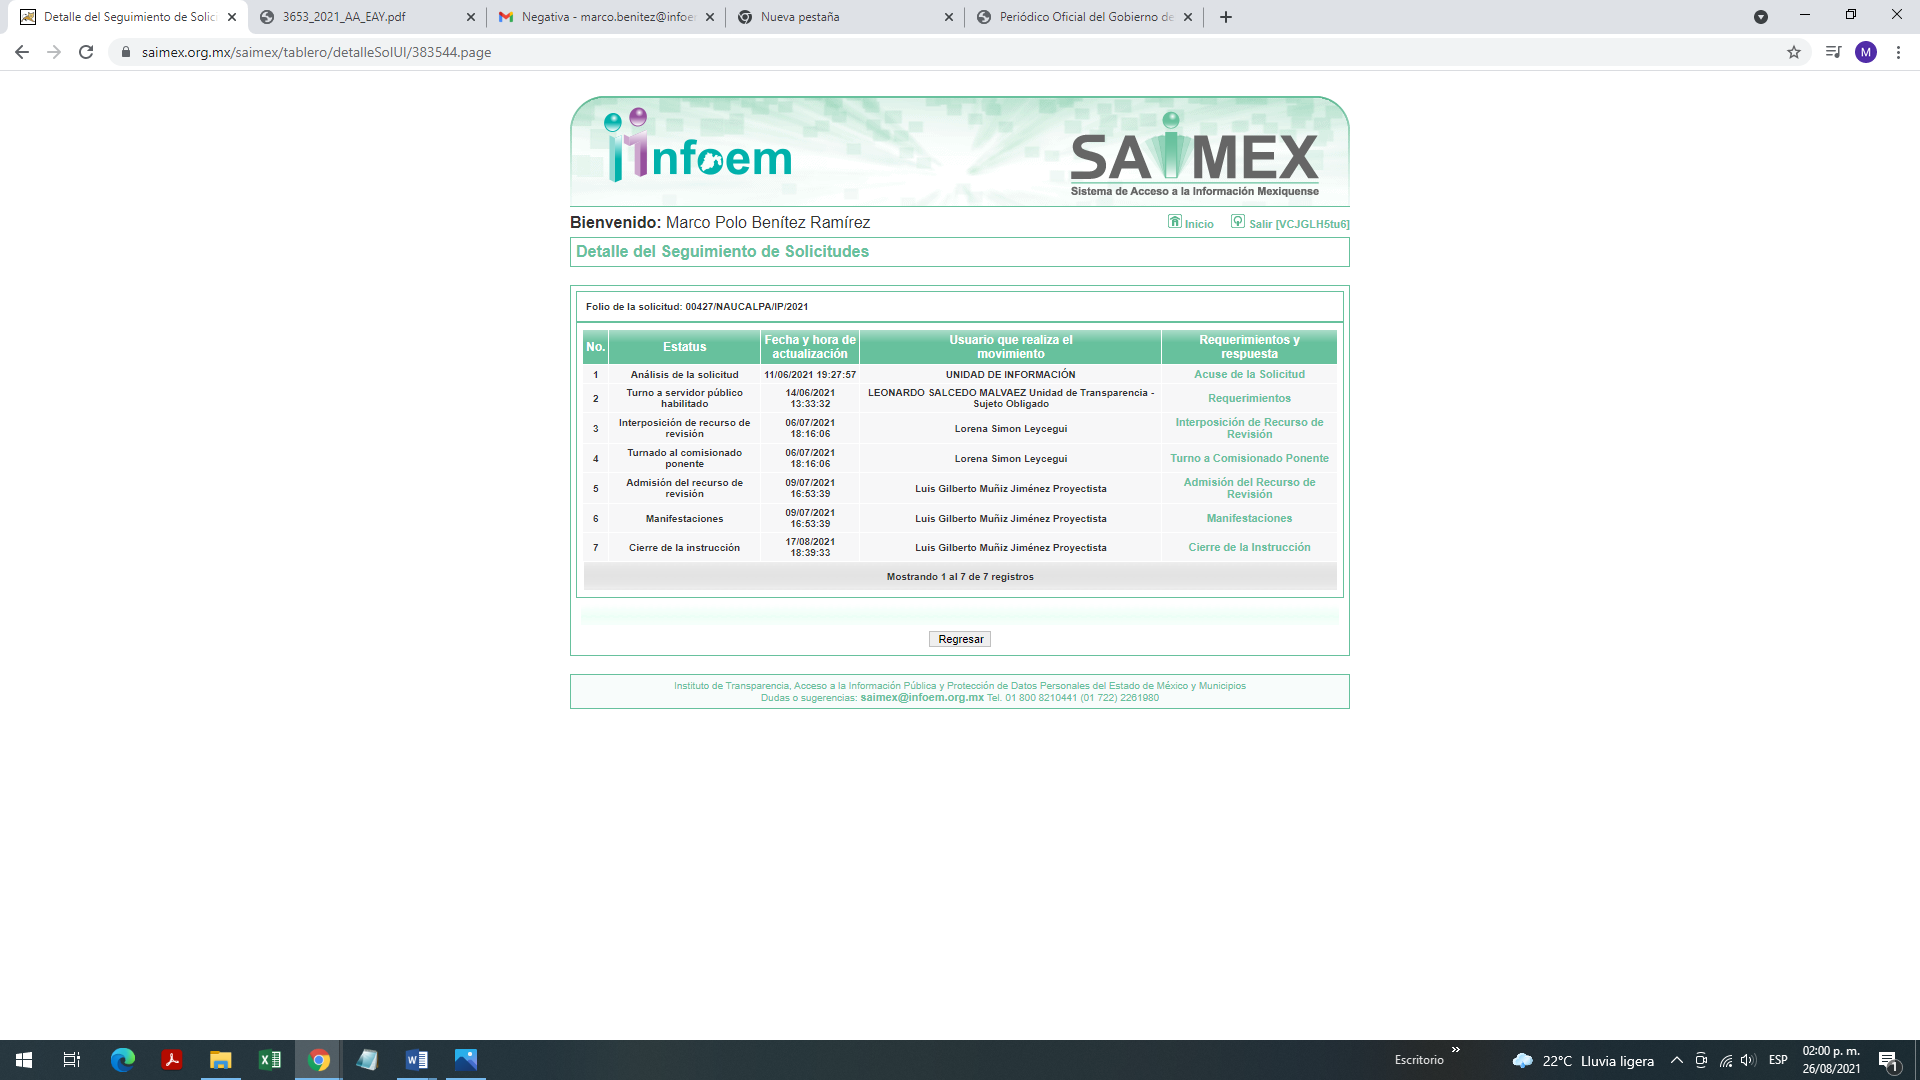 Detalle del Seguimiento de Solici
3653_2021_AA_EAY.pdf
Negativa - marco.benitez@infoe
Nueva pestaña
Periódico Oficial del Gobierno de
saimex.org.mx/saimex/tablero/detalleSolUI/383544.page
M
infoem
SAIMEX
Sistema de Acceso a la Información Mexiquense
Bienvenido: Marco Polo Benítez Ramírez
Inicio
Salir [VCJGLH5tu6]
Detalle del Seguimiento de Solicitudes
Folio de la solicitud: 00427/NAUCALPA/IP/2021
No.
Estatus
Fecha y hora de
actualización
Usuario que realiza el
movimiento
Requerimientos y
respuesta
1
Análisis de la solicitud
11/06/2021 19:27:57
UNIDAD DE INFORMACIÓN
Acuse de la Solicitud
2
Turno a servidor público
habilitado
14/06/2021
13:33:32
LEONARDO SALCEDO MALVAEZ Unidad de Transparencia -
Sujeto Obligado
Requerimientos
3
Interposición de recurso de
revisión
06/07/2021
18:16:06
Lorena Simon Leycegui
Interposición de Recurso de
Revisión
4
Turnado al comisionado
ponente
06/07/2021
18:16:06
Lorena Simon Leycegui
Turno a Comisionado Ponente
5
Admisión del recurso de
revisión
09/07/2021
16:53:39
Luis Gilberto Muñiz Jiménez Proyectista
Admisión del Recurso de
Revisión
6
Manifestaciones
09/07/2021
16:53:39
Luis Gilberto Muñiz Jiménez Proyectista
Manifestaciones
7
Cierre de la instrucción
17/08/2021
18:39:33
Luis Gilberto Muñiz Jiménez Proyectista
Cierre de la Instrucción
Mostrando 1 al 7 de 7 registros
Regresar
Instituto de Transparencia, Acceso a la Información Pública y Protección de Datos Personales del Estado de México y Municipios
Dudas o sugerencias: saimex@infoem.org.mx Tel. 01 800 8210441 (01 722) 2261980
Escritorio
22°C Lluvia ligera
ESP
02:00 p. m.
26/08/2021
1